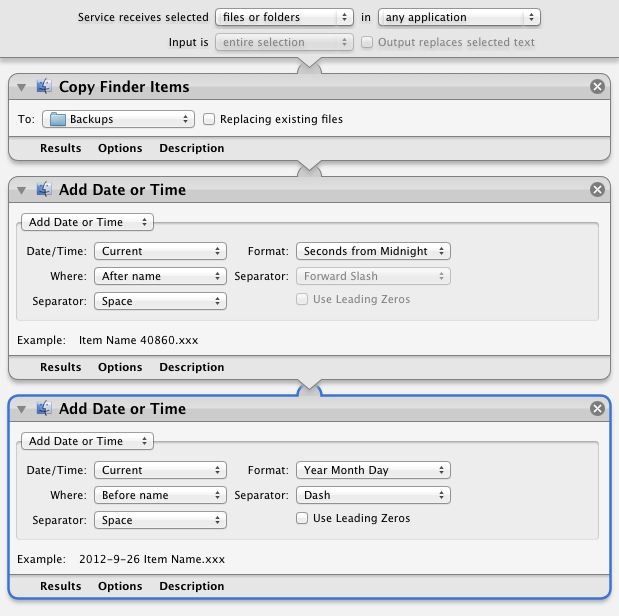 Service receives selected files or folders in any application
Input is entire selection Output replaces selected text
Copy Finder Items
To: Backups Replacing existing files
Results Options Description
Add Date or Time
Add Date or Time
Date/Time: Current Format: Seconds from Midnight
Where: After name Separator: Forward Slash
Separator: Space Use Leading Zeros
Example: Item Name 40860.xxx
Results Options Description
Add Date or Time
Add Date or Time
Date/Time: Current Format: Year Month Day
Where: Before name Separator: Dash
Separator: Space Use Leading Zeros
Example: 2012-9-26 Item Name.xxx
Results Options Description